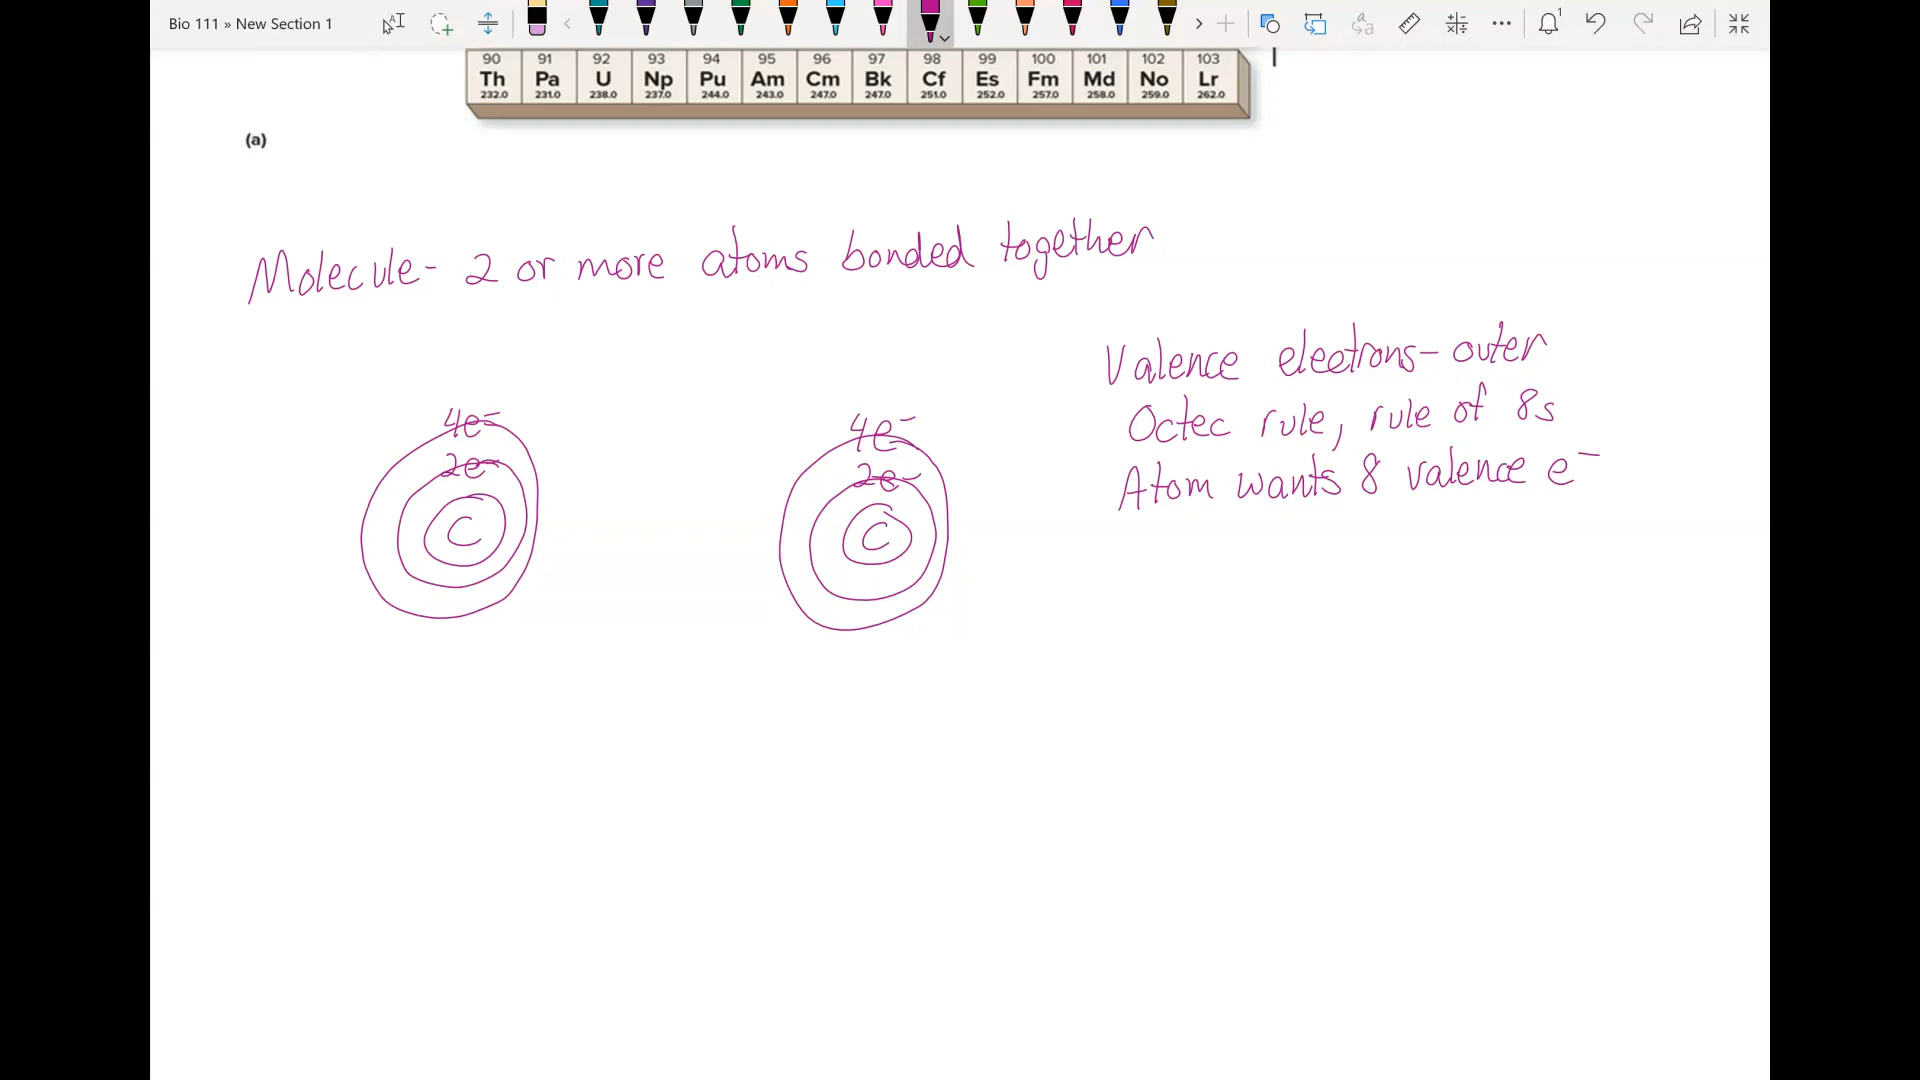 Bio 111 » New Section 1
90 91 92 93 94 95 96 97 98 99 100 101 102 103
Th Pa U Np Pu Am Cm Bk Cf Es Fm Md No Lr
232.0 231.0 238.0 237.0 244.0 243.0 247.0 247.0 251.0 252.0 257.0 258.0 259.0 262.0
(a)
Molecule- 2 or more atoms bonded together
Valence electrons- outer
Octec rule, rule of 8s
Atom wants 8 valence e⁻
4e⁻
2e⁻
C
4e⁻
2e⁻
C